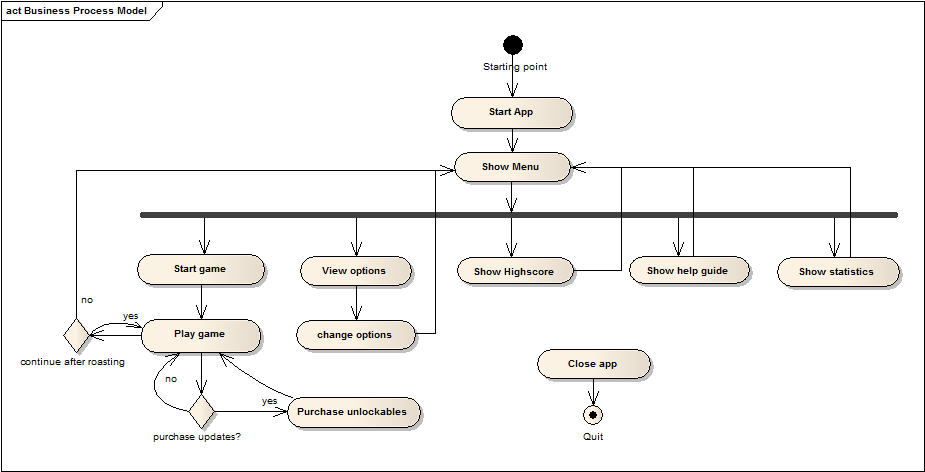 act Business Process Model
Starting point
Start App
Show Menu
Start game
View options
Show Highscore
Show help guide
Show statistics
no
yes
Play game
change options
continue after roasting
Close app
no
yes
Purchase unlockables
purchase updates?
Quit